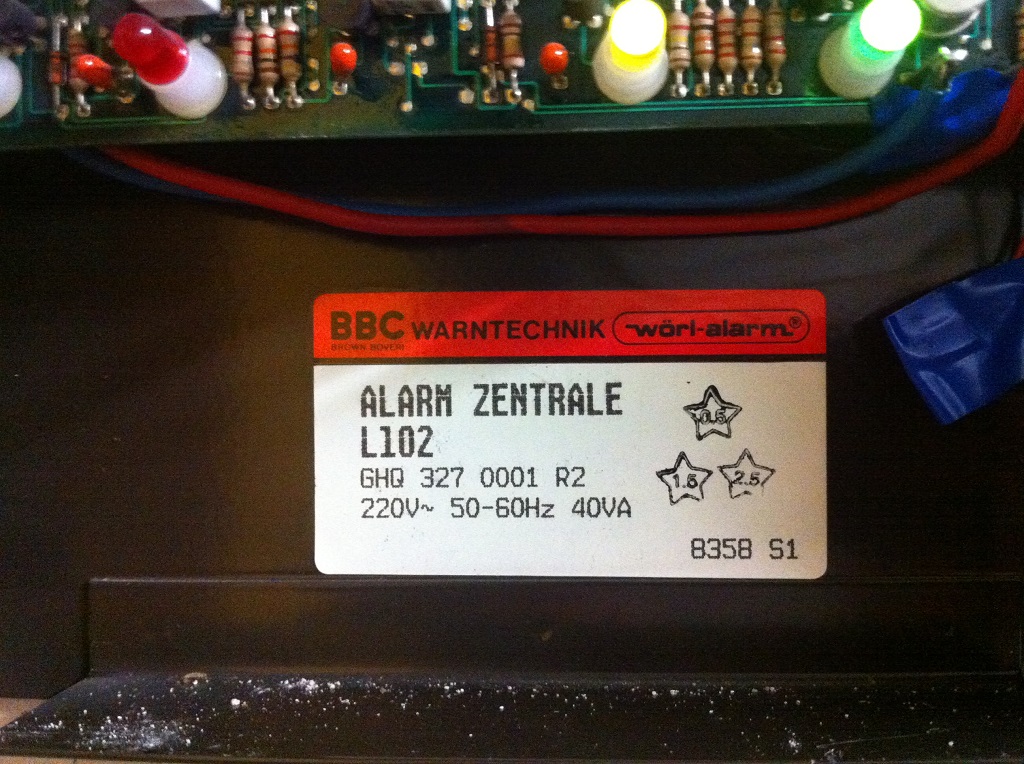 BBC WARNTECHNIK wöri-alarm.®
BROWN BOVERI
ALARM ZENTRALE
L102
GHQ 327 0001 R2
220V~ 50-60Hz 40VA
0.5
1.5 2.5
8358 S1